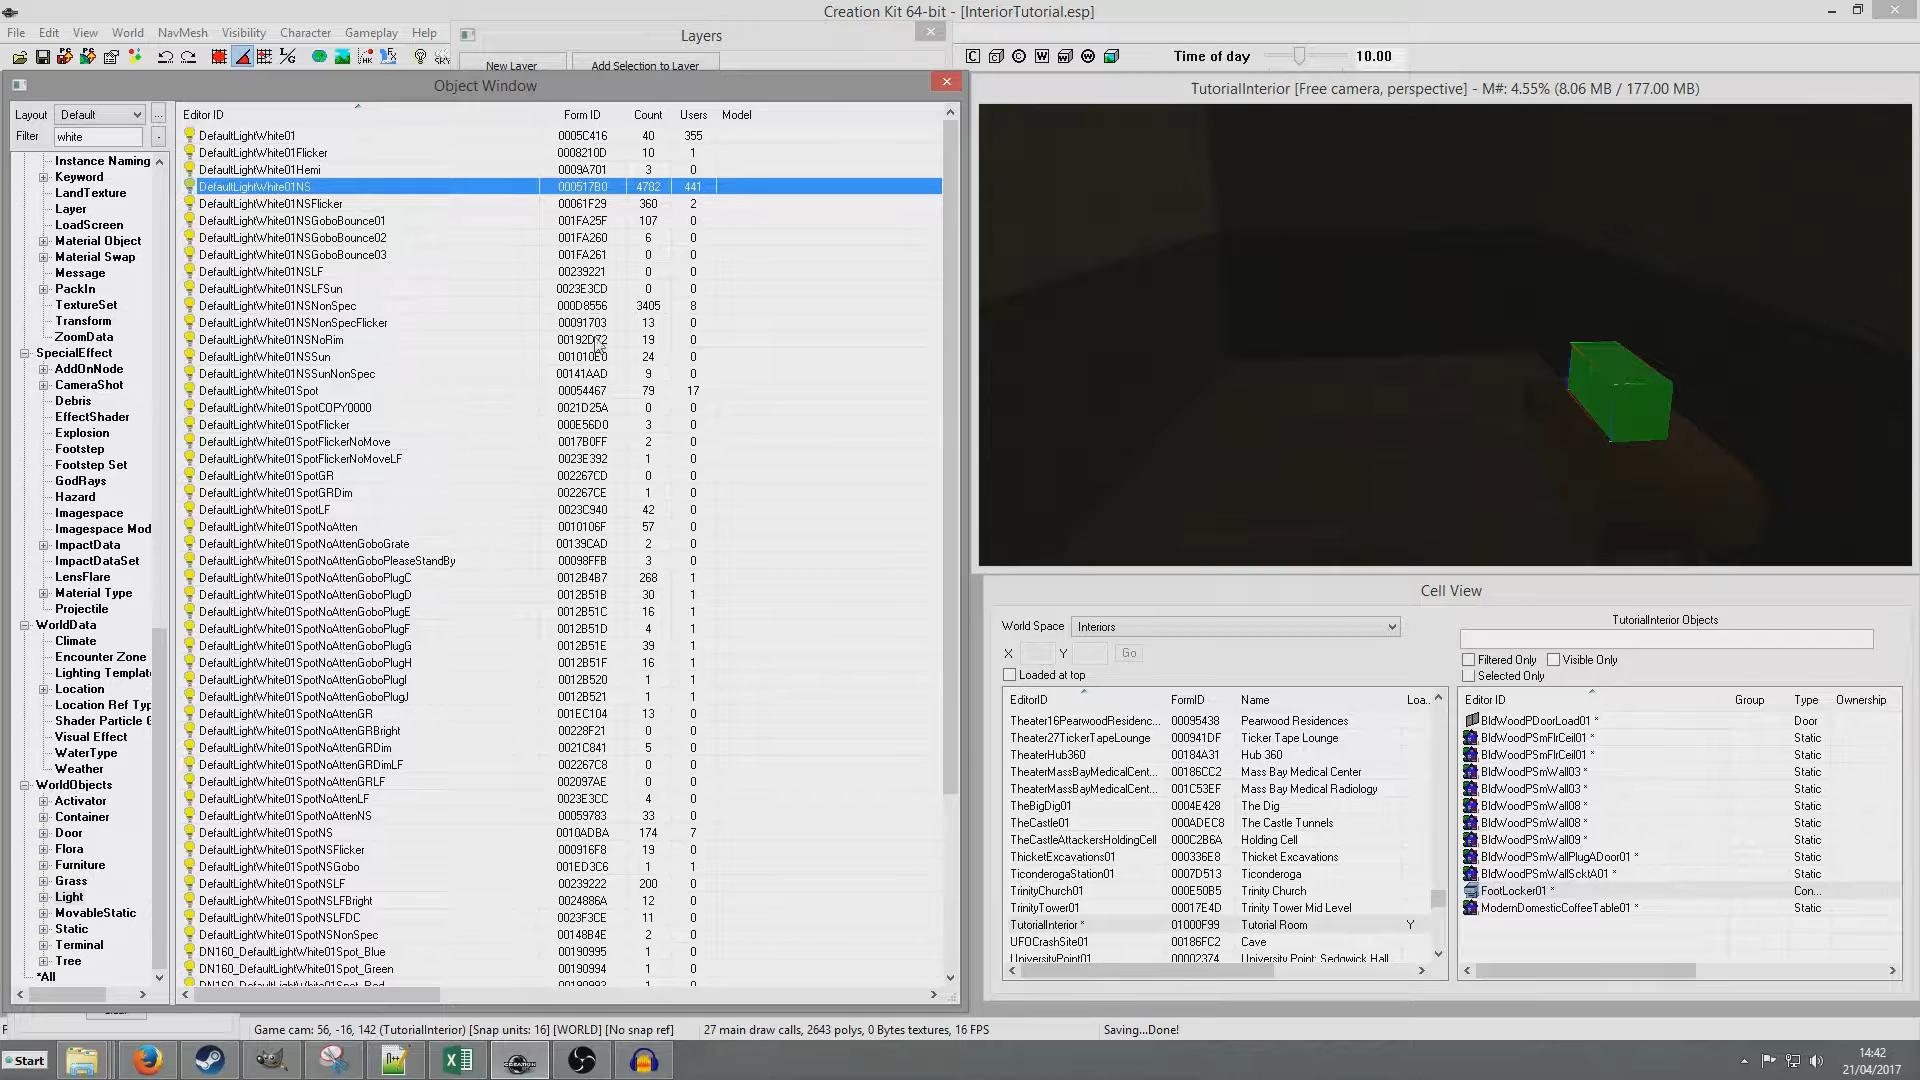 Creation Kit 64-bit - [InteriorTutorial.esp]
File Edit View World NavMesh Visibility Character Gameplay Help
Layers
New Layer Add Selection to Layer
Time of day 10.00
Object Window
Layout Default ...
Filter white
Instance Naming
Keyword
LandTexture
Layer
LoadScreen
Material Object
Material Swap
Message
PackIn
TextureSet
Transform
ZoomData
SpecialEffect
AddOnNode
CameraShot
Debris
EffectShader
Explosion
Footstep
Footstep Set
GodRays
Hazard
Imagespace
Imagespace Mod
ImpactData
ImpactDataSet
LensFlare
Material Type
Projectile
WorldData
Climate
Encounter Zone
Lighting Template
Location
Location Ref Typ
Shader Particle G
Visual Effect
WaterType
Weather
WorldObjects
Activator
Container
Door
Flora
Furniture
Grass
Light
MovableStatic
Static
Terminal
Tree
*All
Editor ID Form ID Count Users Model
DefaultLightWhite01 0005C416 40 355
DefaultLightWhite01Flicker 0008210D 10 1
DefaultLightWhite01Hemi 0009A701 3 0
DefaultLightWhite01NS 000517B0 4782 441
DefaultLightWhite01NSFlicker 00061F29 360 2
DefaultLightWhite01NSGoboBounce01 001FA25F 107 0
DefaultLightWhite01NSGoboBounce02 001FA260 6 0
DefaultLightWhite01NSGoboBounce03 001FA261 0 0
DefaultLightWhite01NSLF 00239221 0 0
DefaultLightWhite01NSLFSun 0023E3CD 0 0
DefaultLightWhite01NSNonSpec 000D8556 3405 8
DefaultLightWhite01NSNonSpecFlicker 00091703 13 0
DefaultLightWhite01NSNoRim 19 0
DefaultLightWhite01NSSun 001010E0 24 0
DefaultLightWhite01NSSunNonSpec 00141AAD 9 0
DefaultLightWhite01Spot 00054467 79 17
DefaultLightWhite01SpotCOPY0000 0021D25A 0 0
DefaultLightWhite01SpotFlicker 000E56D0 3 0
DefaultLightWhite01SpotFlickerNoMove 0017B0FF 2 0
DefaultLightWhite01SpotFlickerNoMoveLF 0023E392 1 0
DefaultLightWhite01SpotGR 002267CD 0 0
DefaultLightWhite01SpotGRDim 002267CE 1 0
DefaultLightWhite01SpotLF 0023C940 42 0
DefaultLightWhite01SpotNoAtten 0010106F 57 0
DefaultLightWhite01SpotNoAttenGoboGrate 00139CAD 2 0
DefaultLightWhite01SpotNoAttenGoboPleaseStandBy 00098FFB 3 0
DefaultLightWhite01SpotNoAttenGoboPlugC 0012B4B7 268 1
DefaultLightWhite01SpotNoAttenGoboPlugD 0012B51B 30 1
DefaultLightWhite01SpotNoAttenGoboPlugE 0012B51C 16 1
DefaultLightWhite01SpotNoAttenGoboPlugF 0012B51D 4 1
DefaultLightWhite01SpotNoAttenGoboPlugG 0012B51E 39 1
DefaultLightWhite01SpotNoAttenGoboPlugH 0012B51F 16 1
DefaultLightWhite01SpotNoAttenGoboPlugI 0012B520 1 1
DefaultLightWhite01SpotNoAttenGoboPlugJ 0012B521 1 1
DefaultLightWhite01SpotNoAttenGR 001EC104 13 0
DefaultLightWhite01SpotNoAttenGRBright 00228F21 0 0
DefaultLightWhite01SpotNoAttenGRDim 0021C841 5 0
DefaultLightWhite01SpotNoAttenGRDimLF 002267C8 0 0
DefaultLightWhite01SpotNoAttenGRLF 002097AE 0 0
DefaultLightWhite01SpotNoAttenLF 0023E3CC 4 0
DefaultLightWhite01SpotNoAttenNS 00059783 33 0
DefaultLightWhite01SpotNS 0010ADBA 174 7
DefaultLightWhite01SpotNSFlicker 000916F8 19 0
DefaultLightWhite01SpotNSGobo 001ED3C6 1 1
DefaultLightWhite01SpotNSLF 00239222 200 0
DefaultLightWhite01SpotNSLFBright 0024886A 12 0
DefaultLightWhite01SpotNSLFDC 0023F3CE 11 0
DefaultLightWhite01SpotNSNonSpec 00148B4E 2 0
DN160_DefaultLightWhite01Spot_Blue 00190995 1 0
DN160_DefaultLightWhite01Spot_Green 00190994 1 0
DN160_DefaultLightWhite01Spot_Red 00190993 1 0
TutorialInterior [Free camera, perspective] - M#: 4.55% (8.06 MB / 177.00 MB)
Cell View
World Space Interiors
X Y Go
Loaded at top
EditorID FormID Name Loa...
Theater16PearwoodResidenc... 00095438 Pearwood Residences
Theater27TickerTapeLounge 000941DF Ticker Tape Lounge
TheaterHub360 00184A31 Hub 360
TheaterMassBayMedicalCent... 00186CC2 Mass Bay Medical Center
TheaterMassBayMedicalCent... 001C53EF Mass Bay Medical Radiology
TheBigDig01 0004E428 The Dig
TheCastle01 000ADEC8 The Castle Tunnels
TheCastleAttackersHoldingCell 000C2B6A Holding Cell
ThicketExcavations01 000336E8 Thicket Excavations
TiconderogaStation01 0007D513 Ticonderoga
TrinityChurch01 000E50B5 Trinity Church
TrinityTower01 00017E4D Trinity Tower Mid Level
TutorialInterior * 01000F99 Tutorial Room Y
UFOCrashSite01 00186FC2 Cave
UniversityPoint01 00002374 University Point: Sedgwick Hall
TutorialInterior Objects
Filtered Only Visible Only
Selected Only
Editor ID Group Type Ownership
BldWoodPDoorLoad01 * Door
BldWoodPSmFlrCeil01 * Static
BldWoodPSmFlrCeil01 * Static
BldWoodPSmWall03 * Static
BldWoodPSmWall03 * Static
BldWoodPSmWall08 * Static
BldWoodPSmWall08 * Static
BldWoodPSmWall09 * Static
BldWoodPSmWallPlugADoor01 * Static
BldWoodPSmWallScktA01 * Static
FootLocker01 * Con...
ModernDomesticCoffeeTable01 * Static
Game cam: 56, -16, 142 (TutorialInterior) [Snap units: 16] [WORLD] [No snap ref]
27 main draw calls, 2643 polys, 0 Bytes textures, 16 FPS
Saving...Done!
Start
14:42
21/04/2017